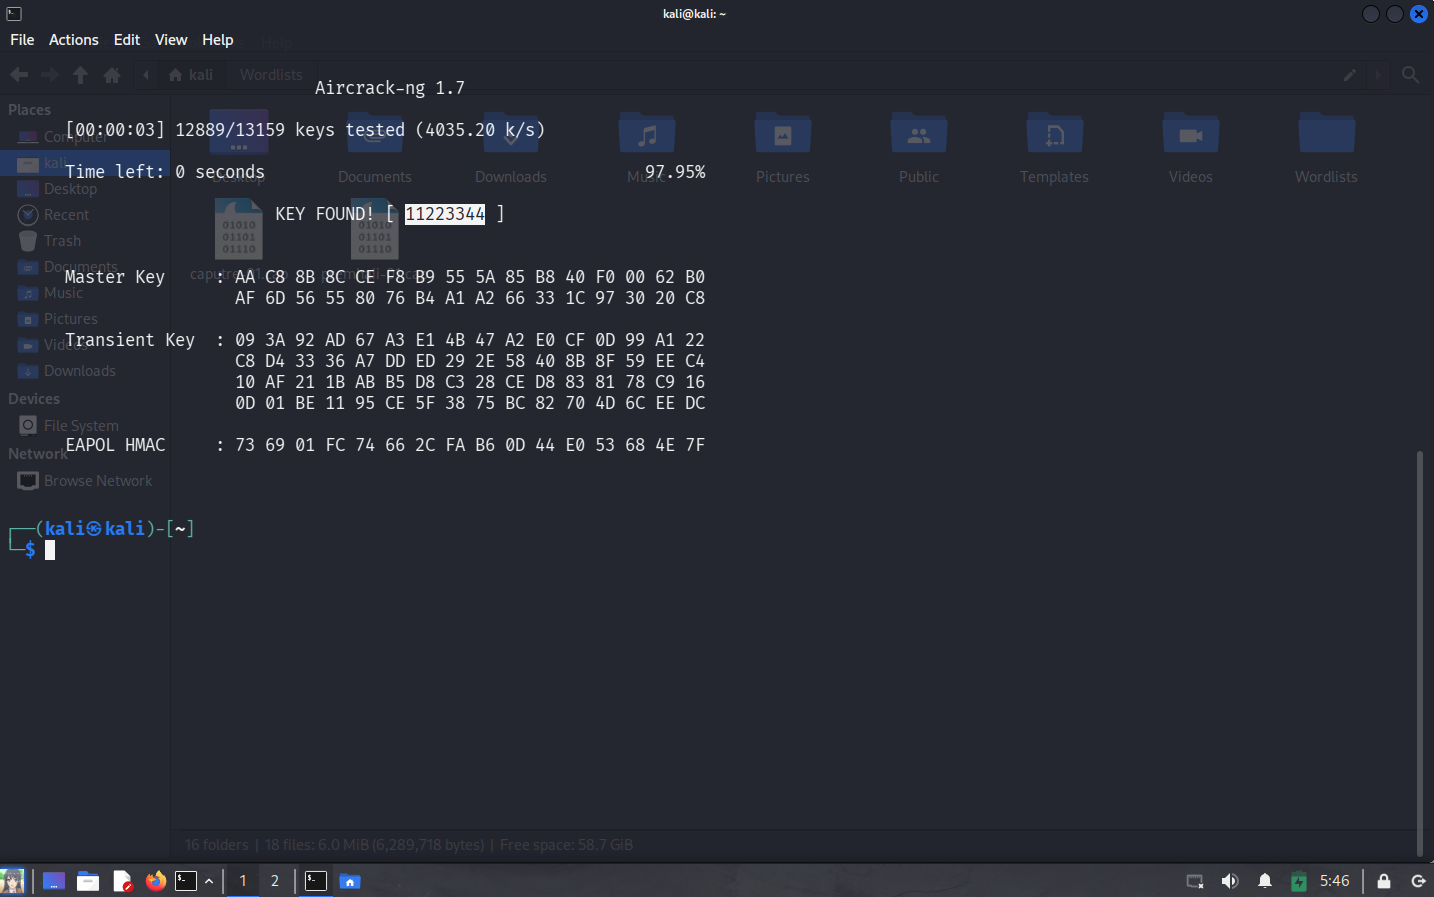 kali@kali: ~
File Actions Edit View Help
kali Wordlists
Aircrack-ng 1.7
Places
[00:00:03] 12889/13159 keys tested (4035.20 k/s)
Computer
kali
Time left: 0 seconds 97.95%
Desktop Documents Downloads Music Pictures Public Templates Videos Wordlists
Desktop
KEY FOUND! [ 11223344 ]
Recent
01010 01010
01101 01101
01110 01110
Trash
Documents
Master Key : AA C8 8B 8C CE F8 B9 55 5A 85 B8 40 F0 00 62 B0
AF 6D 56 55 80 76 B4 A1 A2 66 33 1C 97 30 20 C8
Music
Pictures
Transient Key : 09 3A 92 AD 67 A3 E1 4B 47 A2 E0 CF 0D 99 A1 22
C8 D4 33 36 A7 DD ED 29 2E 58 40 8B 8F 59 EE C4
10 AF 21 1B AB B5 D8 C3 28 CE D8 83 81 78 C9 16
0D 01 BE 11 95 CE 5F 38 75 BC 82 70 4D 6C EE DC
Videos
Downloads
Devices
File System
EAPOL HMAC : 73 69 01 FC 74 66 2C FA B6 0D 44 E0 53 68 4E 7F
Network
Browse Network
┌──(kali㉿kali)-[~]
└─$
16 folders | 18 files: 6.0 MiB (6,289,718 bytes) | Free space: 58.7 GiB
1 2 5:46